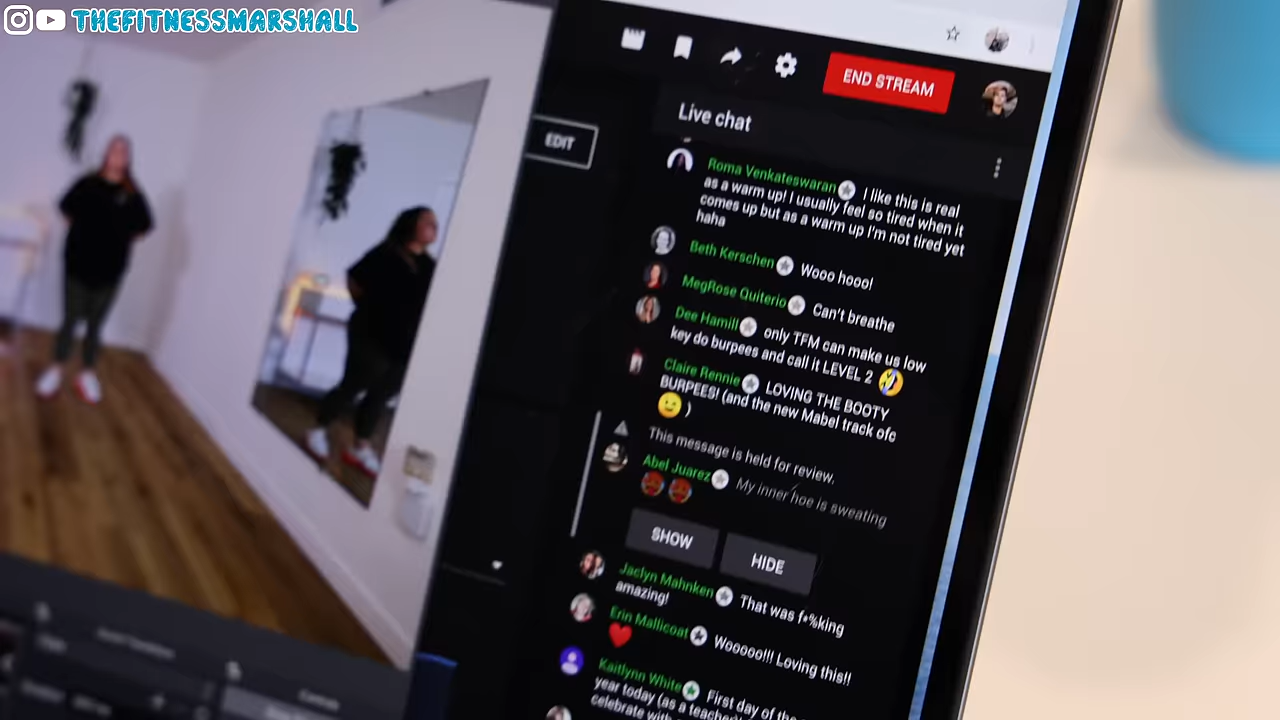 THEFITNESSMARSHALL
END STREAM
Live chat
EDIT
Roma Venkateswaran I like this is real
as a warm up! I usually feel so tired when it
comes up but as a warm up I'm not tired yet
haha
Beth Kerschen Wooo hooo!
MegRose Quiterio Can't breathe
Dee Hamill only TFM can make us low
key do burpees and call it LEVEL 2
Claire Rennie LOVING THE BOOTY
BURPEES! (and the new Mabel track ofc
)
This message is held for review.
Abel Juarez My inner hoe is sweating
SHOW
HIDE
Jaclyn Mahnken That was f*%king
amazing!
Erin Mallicoat Wooooo!!! Loving this!!
Kaitlynn White First day of the
year today (as a teacher)
celebrate with